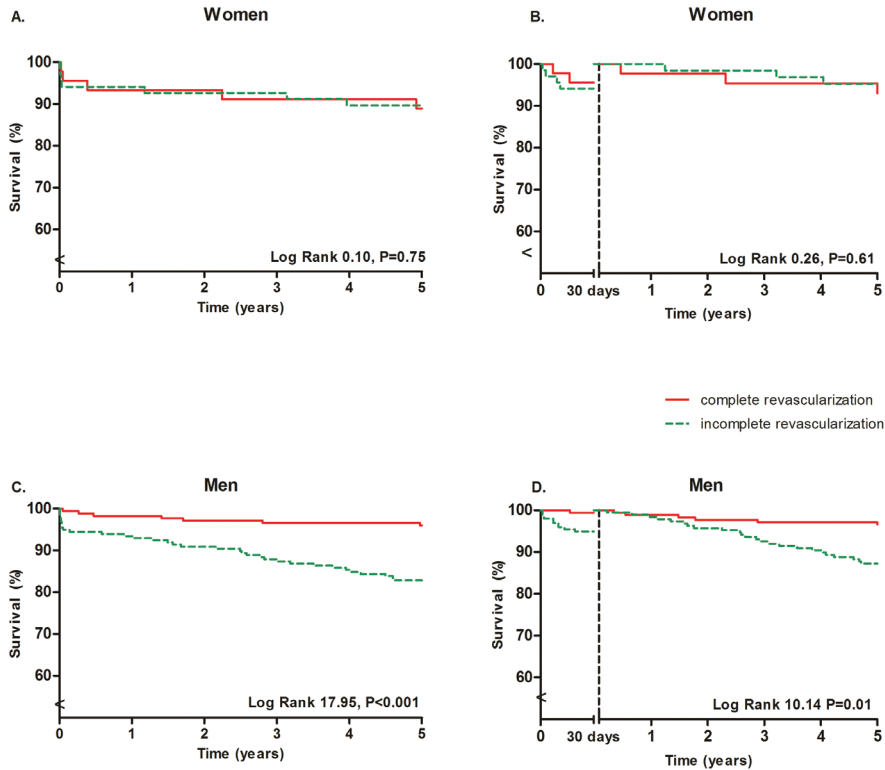 A.
Women
100
90
80
70
60
<
Survival (%)
Log Rank 0.10, P=0.75
0 1 2 3 4 5
Time (years)
B.
Women
100
90
80
70
60
<
Survival (%)
Log Rank 0.26, P=0.61
0 30 days 1 2 3 4 5
Time (years)
complete revascularization
incomplete revascularization
C.
Men
100
90
80
70
60
<
Survival (%)
Log Rank 17.95, P<0.001
0 1 2 3 4 5
Time (years)
D.
Men
100
90
80
70
60
<
Survival (%)
Log Rank 10.14 P=0.01
0 30 days 1 2 3 4 5
Time (years)